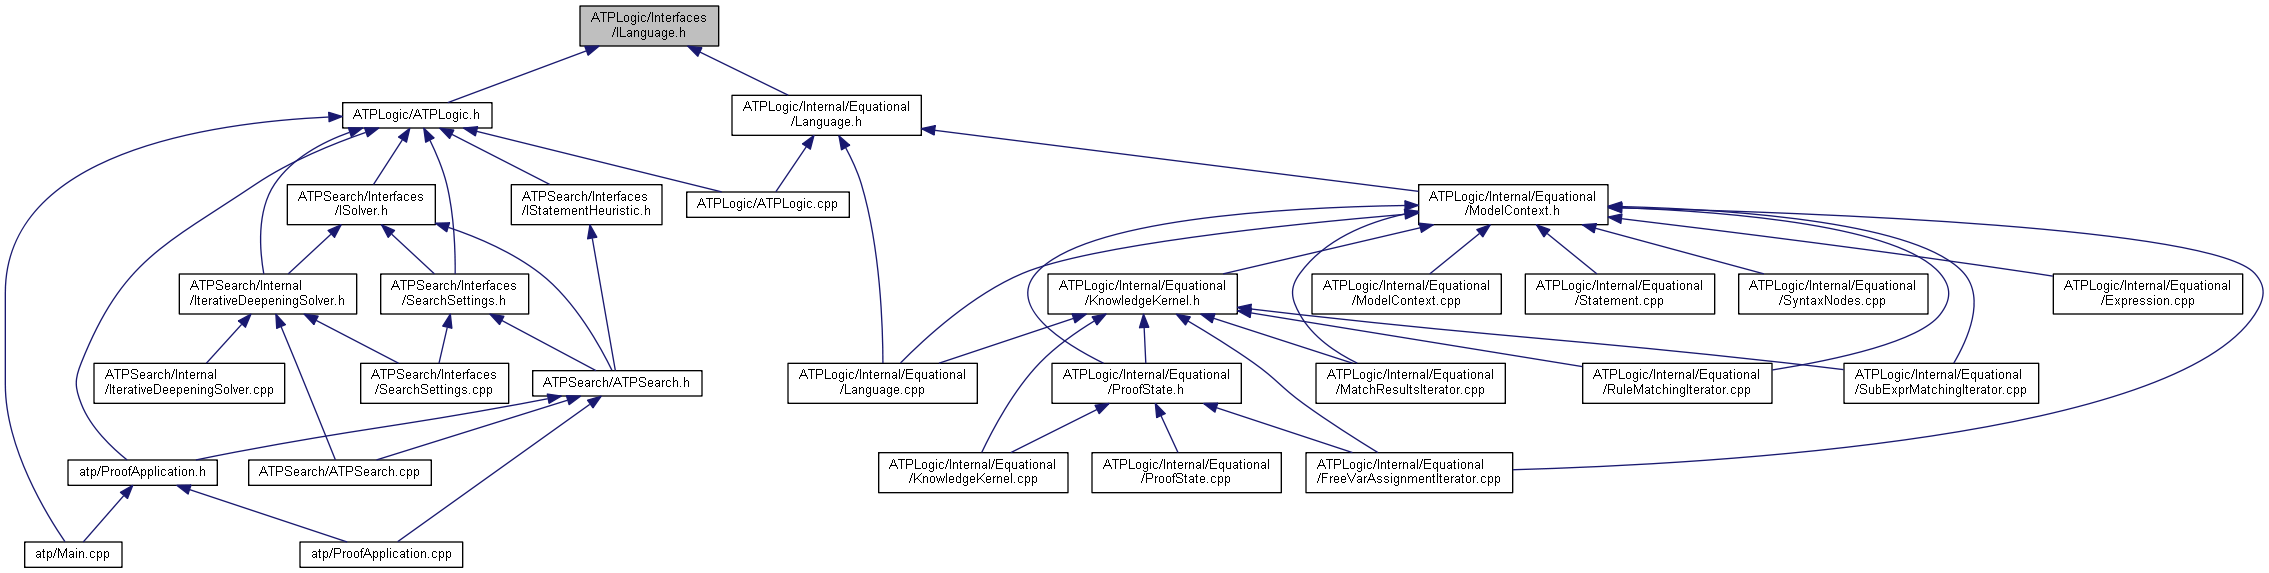 ATPLogic/Interfaces
/ILanguage.h
ATPLogic/ATPLogic.h
ATPLogic/Internal/Equational
/Language.h
ATPSearch/Interfaces
/ISolver.h
ATPSearch/Interfaces
/IStatementHeuristic.h
ATPLogic/ATPLogic.cpp
ATPLogic/Internal/Equational
/ModelContext.h
ATPSearch/Internal
/IterativeDeepeningSolver.h
ATPSearch/Interfaces
/SearchSettings.h
ATPLogic/Internal/Equational
/KnowledgeKernel.h
ATPLogic/Internal/Equational
/ModelContext.cpp
ATPLogic/Internal/Equational
/Statement.cpp
ATPLogic/Internal/Equational
/SyntaxNodes.cpp
ATPLogic/Internal/Equational
/Expression.cpp
ATPSearch/Internal
/IterativeDeepeningSolver.cpp
ATPSearch/Interfaces
/SearchSettings.cpp
ATPSearch/ATPSearch.h
ATPLogic/Internal/Equational
/Language.cpp
ATPLogic/Internal/Equational
/ProofState.h
ATPLogic/Internal/Equational
/MatchResultsIterator.cpp
ATPLogic/Internal/Equational
/RuleMatchingIterator.cpp
ATPLogic/Internal/Equational
/SubExprMatchingIterator.cpp
atp/ProofApplication.h
ATPSearch/ATPSearch.cpp
ATPLogic/Internal/Equational
/KnowledgeKernel.cpp
ATPLogic/Internal/Equational
/ProofState.cpp
ATPLogic/Internal/Equational
/FreeVarAssignmentIterator.cpp
atp/Main.cpp
atp/ProofApplication.cpp